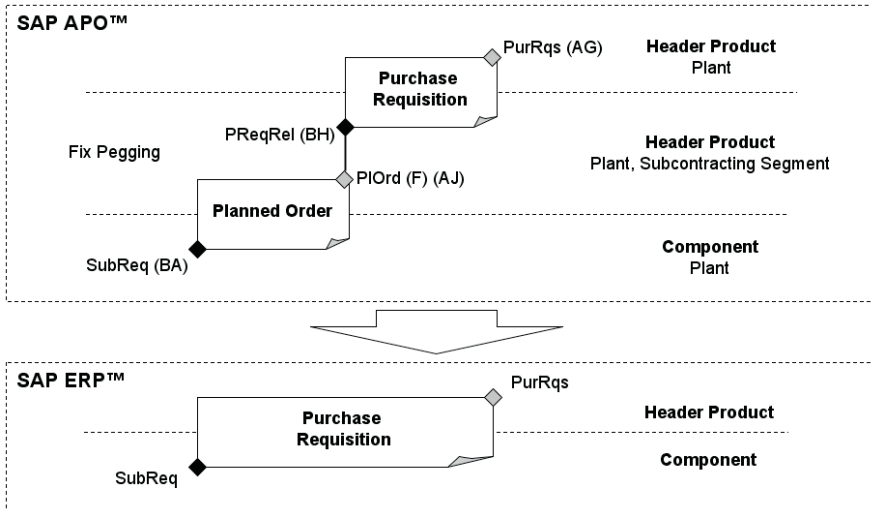 SAP APO™
PurRqs (AG)
Header Product
Plant
Purchase
Requisition
PReqRel (BH)
Fix Pegging
Header Product
Plant, Subcontracting Segment
PlOrd (F) (AJ)
Planned Order
SubReq (BA)
Component
Plant
SAP ERP™
PurRqs
Purchase
Requisition
Header Product
Component
SubReq